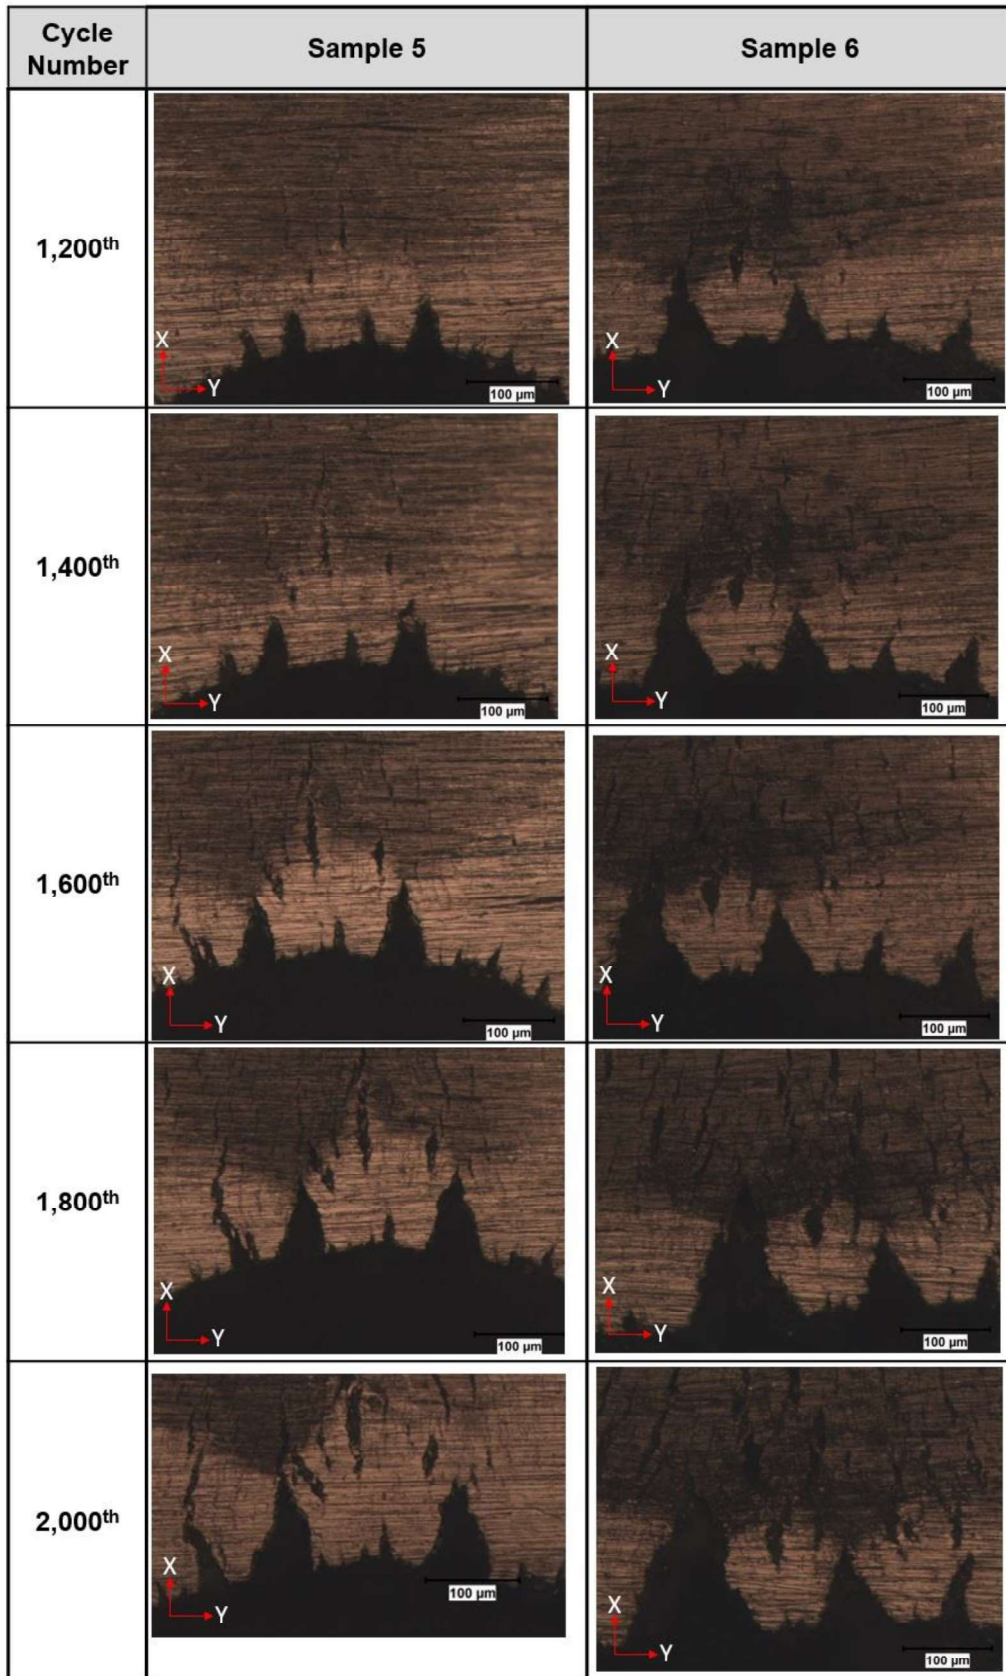 Cycle
Number
Sample 5
Sample 6
1,200th
X
Y
100 µm
X
Y
100 µm
1,400th
X
Y
100 µm
X
Y
100 µm
1,600th
X
Y
100 µm
X
Y
100 µm
1,800th
X
Y
100 µm
X
Y
100 µm
2,000th
X
Y
100 µm
X
Y
100 µm